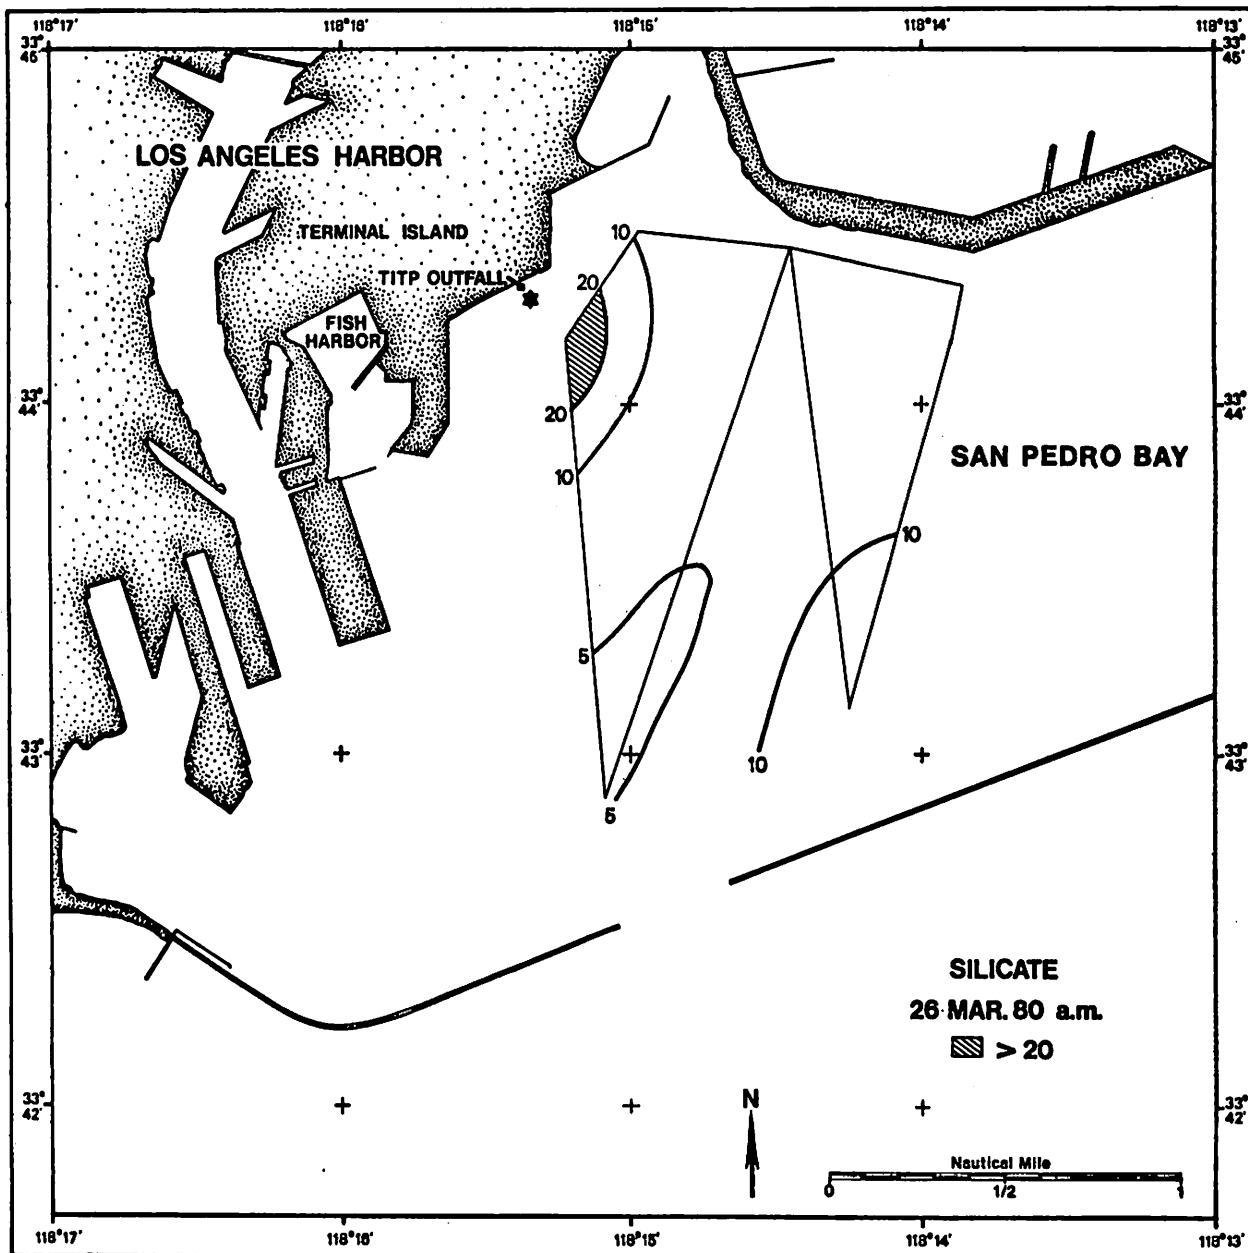 118°17' 118°16' 118°15' 118°14' 118°13'
33° 45' 33° 45'
LOS ANGELES HARBOR
TERMINAL ISLAND
10
TITP OUTFALL
20
FISH
HARBOR
33° 44' 33° 44'
20
SAN PEDRO BAY
10
10
5
33° 43' 33° 43'
10
5
SILICATE
26 MAR. 80 a.m.
> 20
N
33° 42' 33° 42'
Nautical Mile
0 1/2 1
118°17' 118°16' 118°15' 118°14' 118°13'